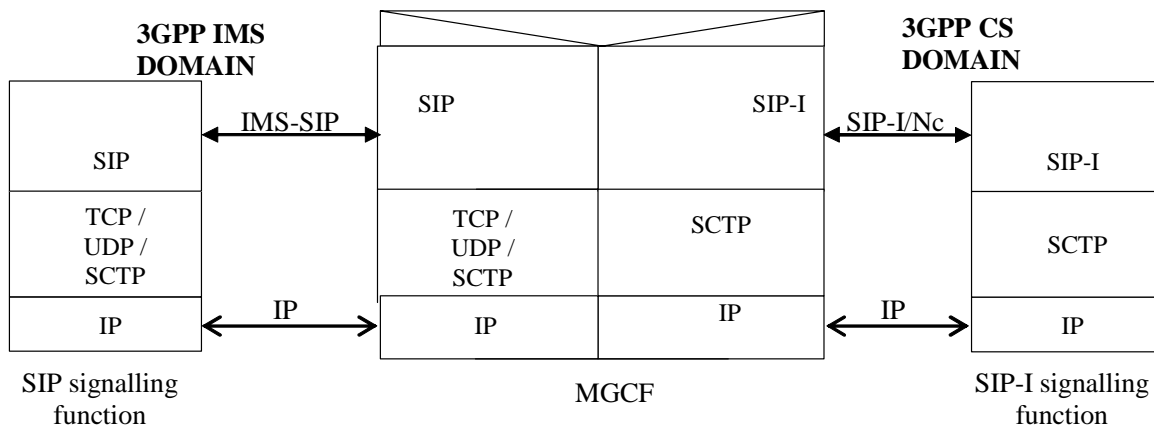 3GPP IMS
DOMAIN
3GPP CS
DOMAIN
SIP
IMS-SIP
SIP
SIP-I
SIP-I/Nc
SIP-I
TCP /
UDP /
SCTP
TCP /
UDP /
SCTP
SCTP
SCTP
IP
IP
IP
IP
IP
IP
SIP signalling
function
MGCF
SIP-I signalling
function